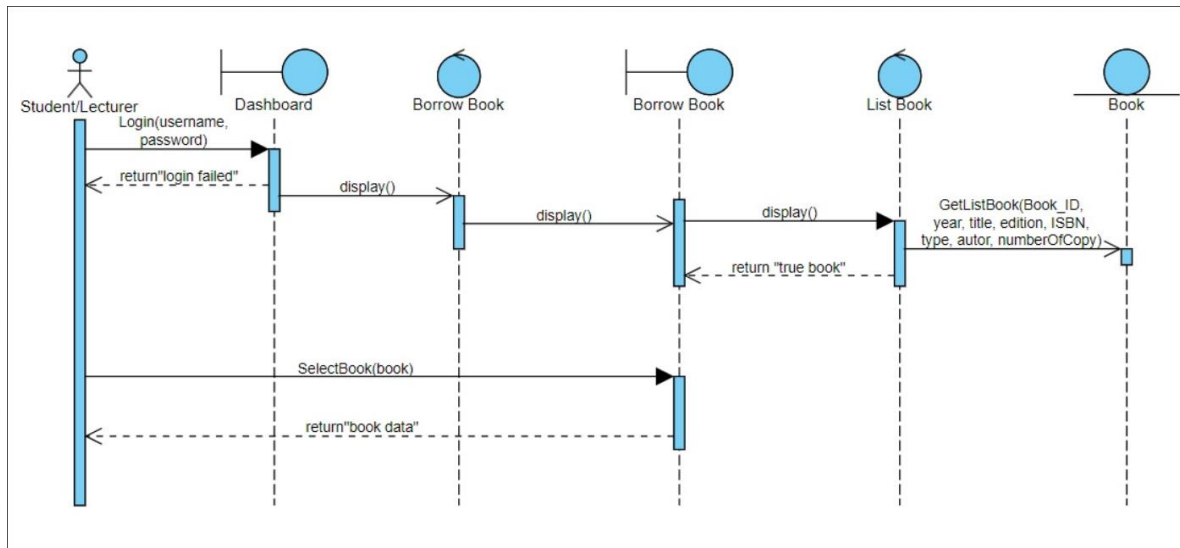 Student/Lecturer
Dashboard
Borrow Book
Borrow Book
List Book
Book
Login(username,
password)
return"login failed"
display()
display()
display()
GetListBook(Book_ID,
year, title, edition, ISBN,
type, autor, numberOfCopy)
return "true book"
SelectBook(book)
return"book data"